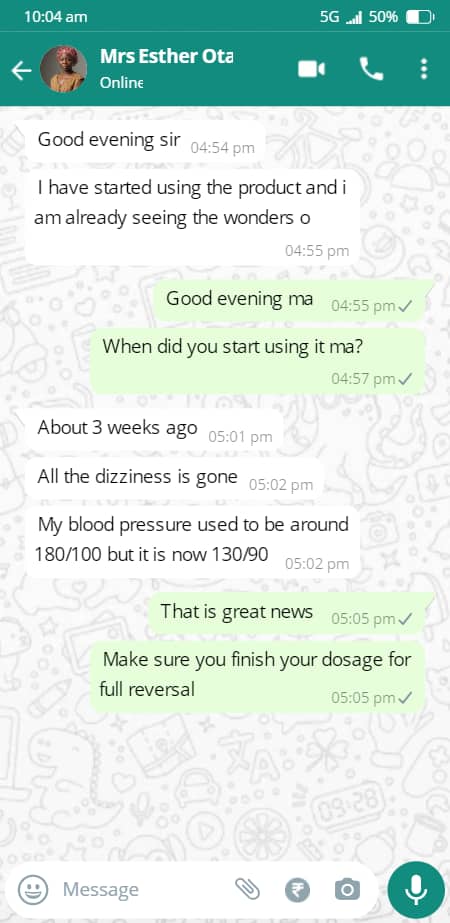 10:04 am 5G 50%
Mrs Esther Ota
Online
Good evening sir 04:54 pm
I have started using the product and i
am already seeing the wonders o
04:55 pm
Good evening ma 04:55 pm
When did you start using it ma?
04:57 pm
About 3 weeks ago 05:01 pm
All the dizziness is gone 05:02 pm
My blood pressure used to be around
180/100 but it is now 130/90 05:02 pm
That is great news 05:05 pm
Make sure you finish your dosage for
full reversal 05:05 pm
09:28
Message